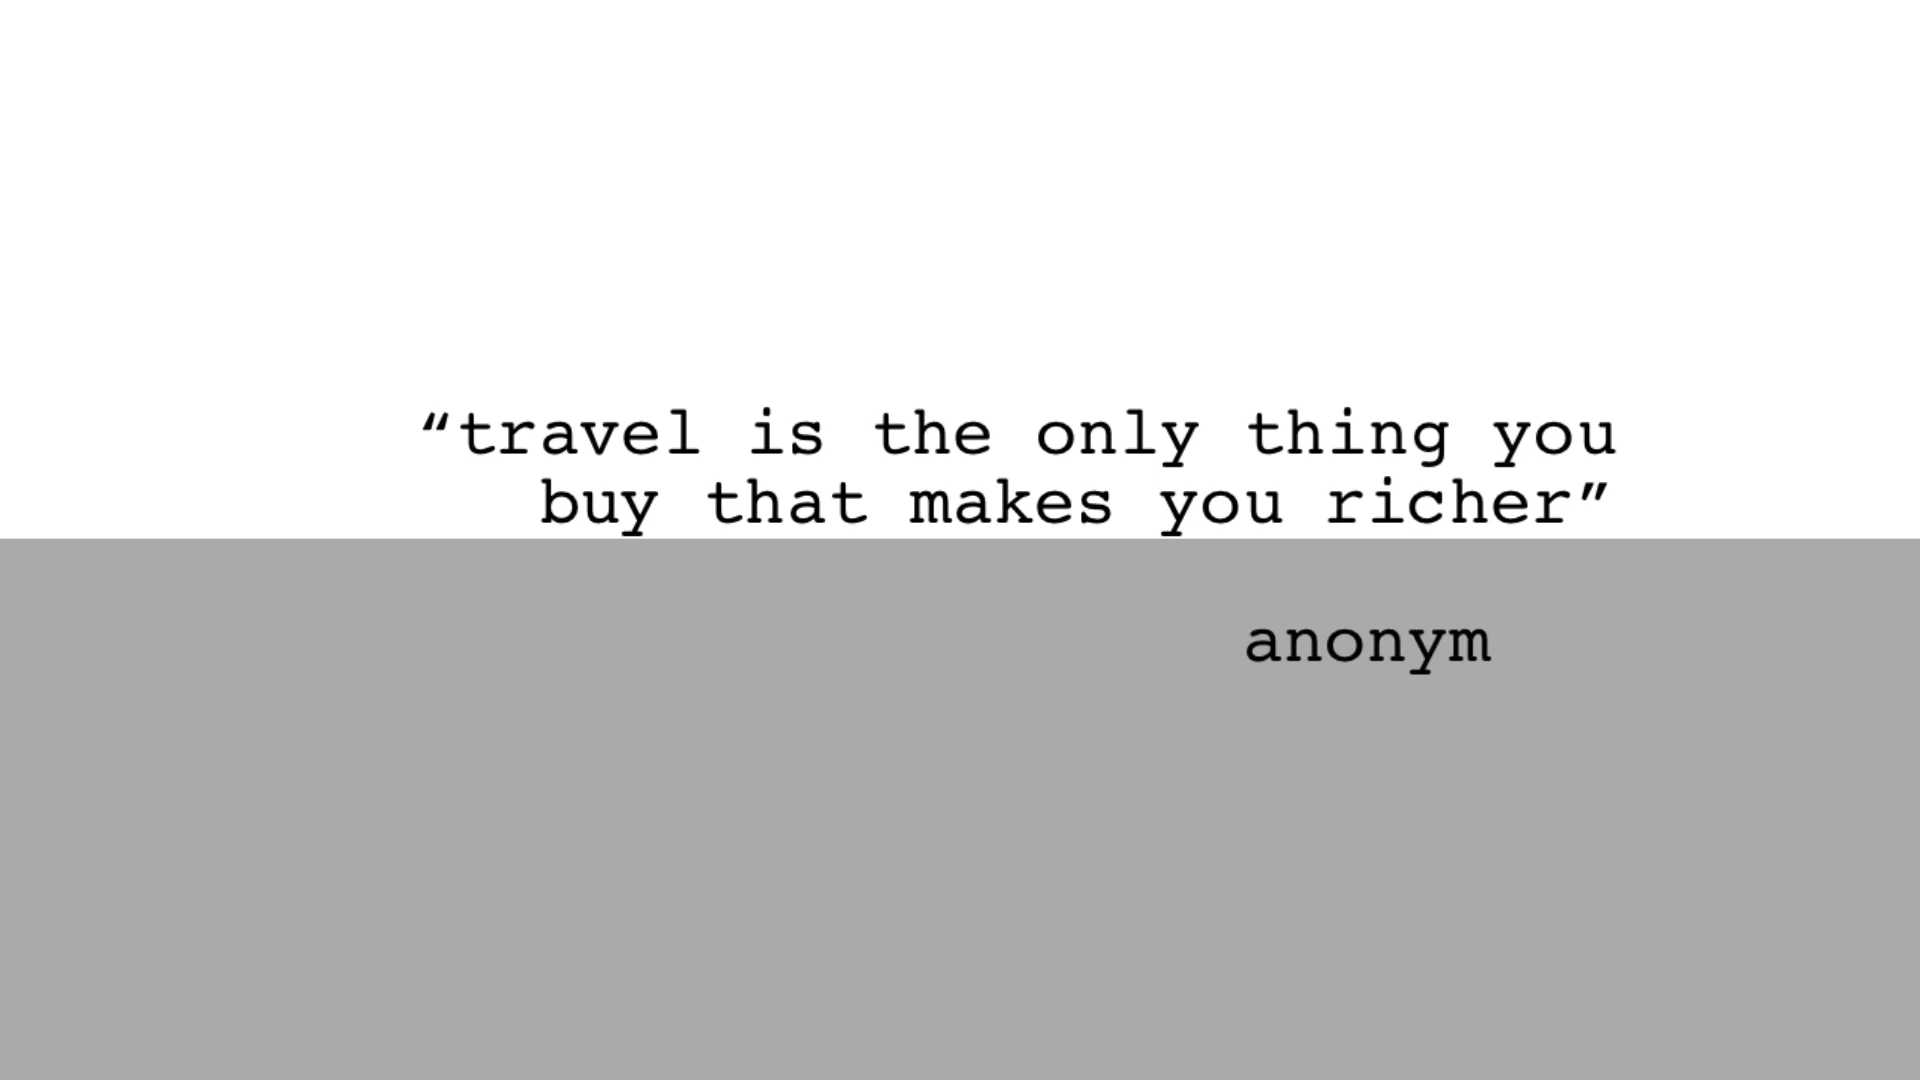 “travel is the only thing you
buy that makes you richer”
anonym